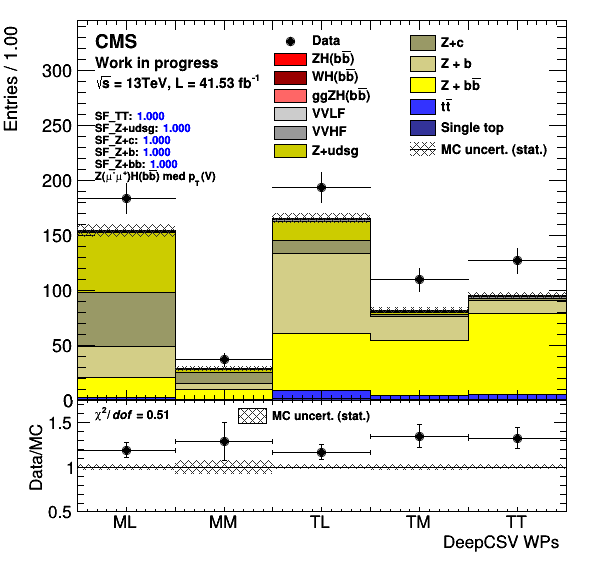 Entries / 1.00
CMS
Work in progress
√s = 13TeV, L = 41.53 fb⁻¹
SF_TT: 1.000
SF_Z+udsg: 1.000
SF_Z+c: 1.000
SF_Z+b: 1.000
SF_Z+bb: 1.000
Z(μ⁻μ⁺)H(bb̅) med p_T(V)
Data
ZH(bb̅)
WH(bb̅)
ggZH(bb̅)
VVLF
VVHF
Z+udsg
Z+c
Z + b
Z + bb̅
tt̅
Single top
MC uncert. (stat.)
300
250
200
150
100
50
0
χ²/dof = 0.51
MC uncert. (stat.)
Data/MC
1.5
1
0.5
ML MM TL TM TT
DeepCSV WPs